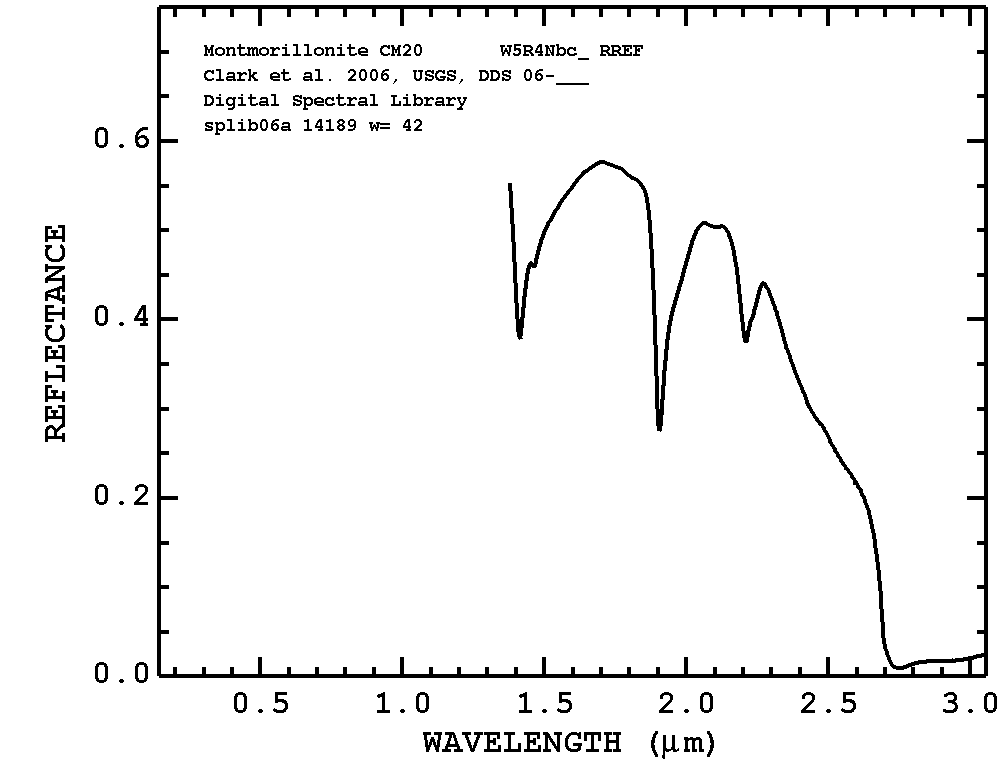 Montmorillonite CM20 W5R4Nbc_ RREF
Clark et al. 2006, USGS, DDS 06-___
Digital Spectral Library
splib06a 14189 w= 42
0.6
0.4
0.2
0.0
REFLECTANCE
0.5 1.0 1.5 2.0 2.5 3.0
WAVELENGTH (μm)